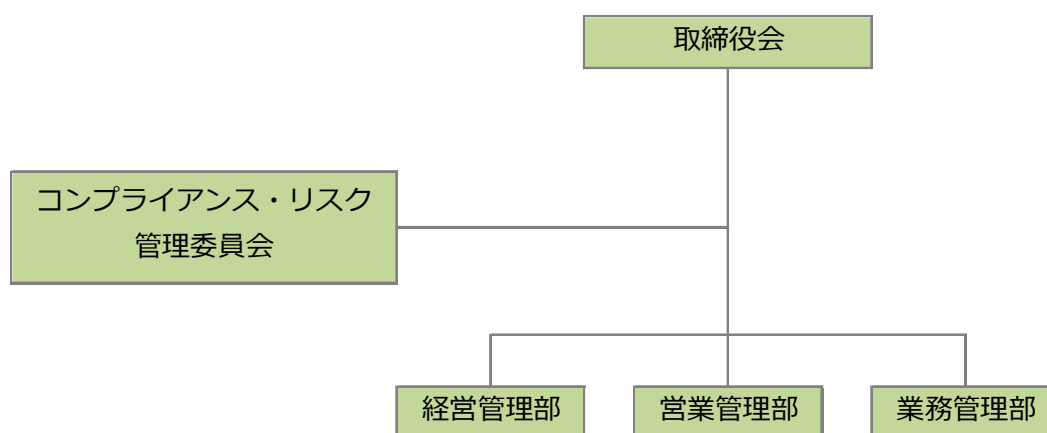 取締役会
コンプライアンス・リスク
管理委員会
経営管理部
営業管理部
業務管理部